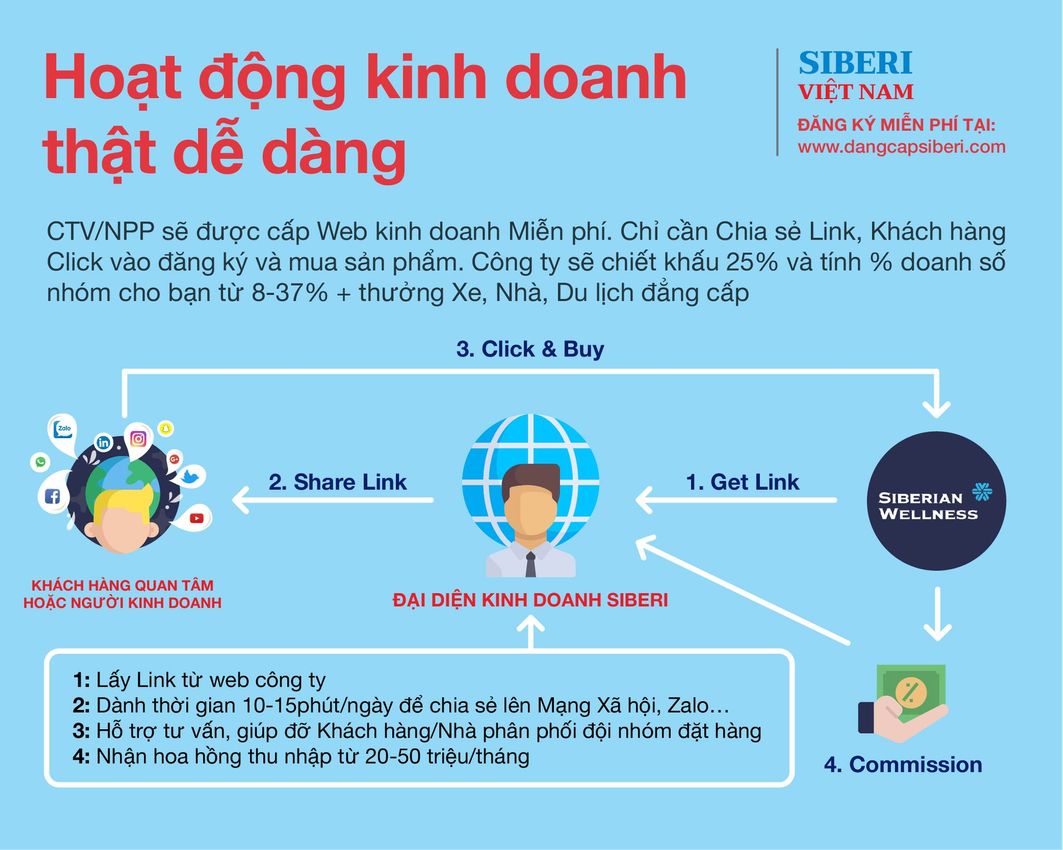 Hoạt động kinh doanh
thật dễ dàng
SIBERI
VIỆT NAM
ĐĂNG KÝ MIỄN PHÍ TẠI:
www.dangcapsiberi.com
CTV/NPP sẽ được cấp Web kinh doanh Miễn phí. Chỉ cần Chia sẻ Link, Khách hàng
Click vào đăng ký và mua sản phẩm. Công ty sẽ chiết khấu 25% và tính % doanh số
nhóm cho bạn từ 8-37% + thưởng Xe, Nhà, Du lịch đẳng cấp
3. Click & Buy
Zalo
2. Share Link
1. Get Link
SIBERIAN
WELLNESS
KHÁCH HÀNG QUAN TÂM
HOẶC NGƯỜI KINH DOANH
ĐẠI DIỆN KINH DOANH SIBERI
1: Lấy Link từ web công ty
2: Dành thời gian 10-15phút/ngày để chia sẻ lên Mạng Xã hội, Zalo…
3: Hỗ trợ tư vấn, giúp đỡ Khách hàng/Nhà phân phối đội nhóm đặt hàng
4: Nhận hoa hồng thu nhập từ 20-50 triệu/tháng
4. Commission